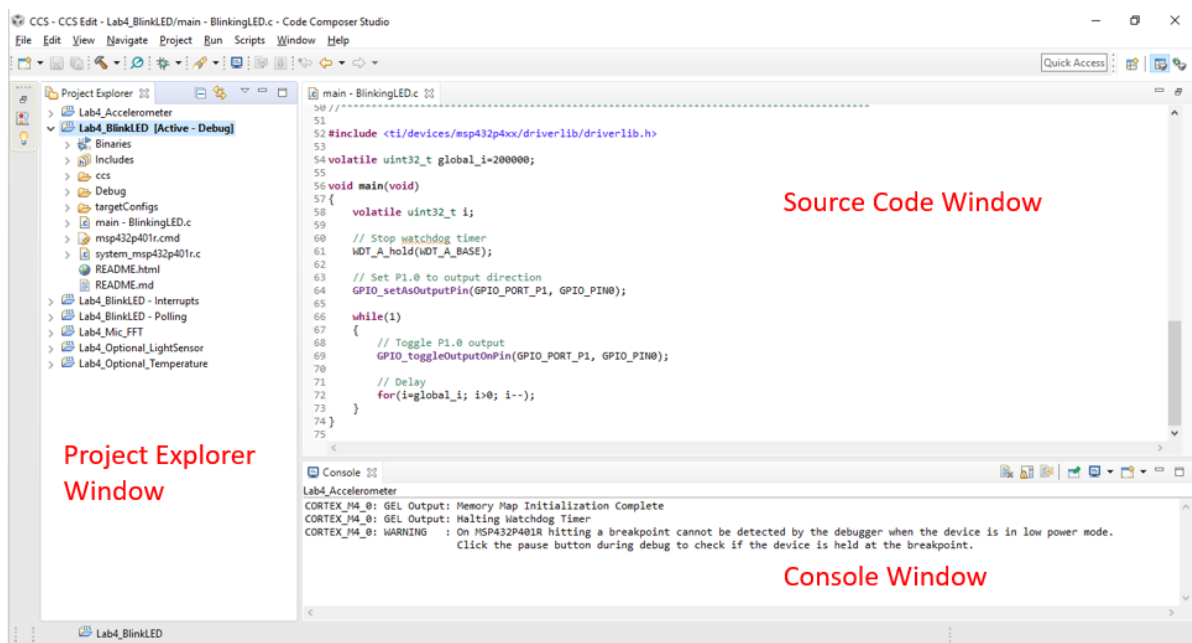 CCS - CCS Edit - Lab4_BlinkLED/main - BlinkingLED.c - Code Composer Studio
File Edit View Navigate Project Run Scripts Window Help
Quick Access
Project Explorer
Lab4_Accelerometer
Lab4_BlinkLED [Active - Debug]
Binaries
Includes
ccs
Debug
targetConfigs
main - BlinkingLED.c
msp432p401r.cmd
system_msp432p401r.c
README.html
README.md
Lab4_BlinkLED - Interrupts
Lab4_BlinkLED - Polling
Lab4_Mic_FFT
Lab4_Optional_LightSensor
Lab4_Optional_Temperature
Project Explorer
Window
main - BlinkingLED.c
50 //****************************************************************************
51
52 #include <ti/devices/msp432p4xx/driverlib/driverlib.h>
53
54 volatile uint32_t global_i=200000;
55
56 void main(void)
57 {
58     volatile uint32_t i;
59
60     // Stop watchdog timer
61     WDT_A_hold(WDT_A_BASE);
62
63     // Set P1.0 to output direction
64     GPIO_setAsOutputPin(GPIO_PORT_P1, GPIO_PIN0);
65
66     while(1)
67     {
68         // Toggle P1.0 output
69         GPIO_toggleOutputOnPin(GPIO_PORT_P1, GPIO_PIN0);
70
71         // Delay
72         for(i=global_i; i>0; i--);
73     }
74 }
75
Source Code Window
Console
Lab4_Accelerometer
CORTEX_M4_0: GEL Output: Memory Map Initialization Complete
CORTEX_M4_0: GEL Output: Halting Watchdog Timer
CORTEX_M4_0: WARNING  : On MSP432P401R hitting a breakpoint cannot be detected by the debugger when the device is in low power mode.
Click the pause button during debug to check if the device is held at the breakpoint.
Console Window
Lab4_BlinkLED